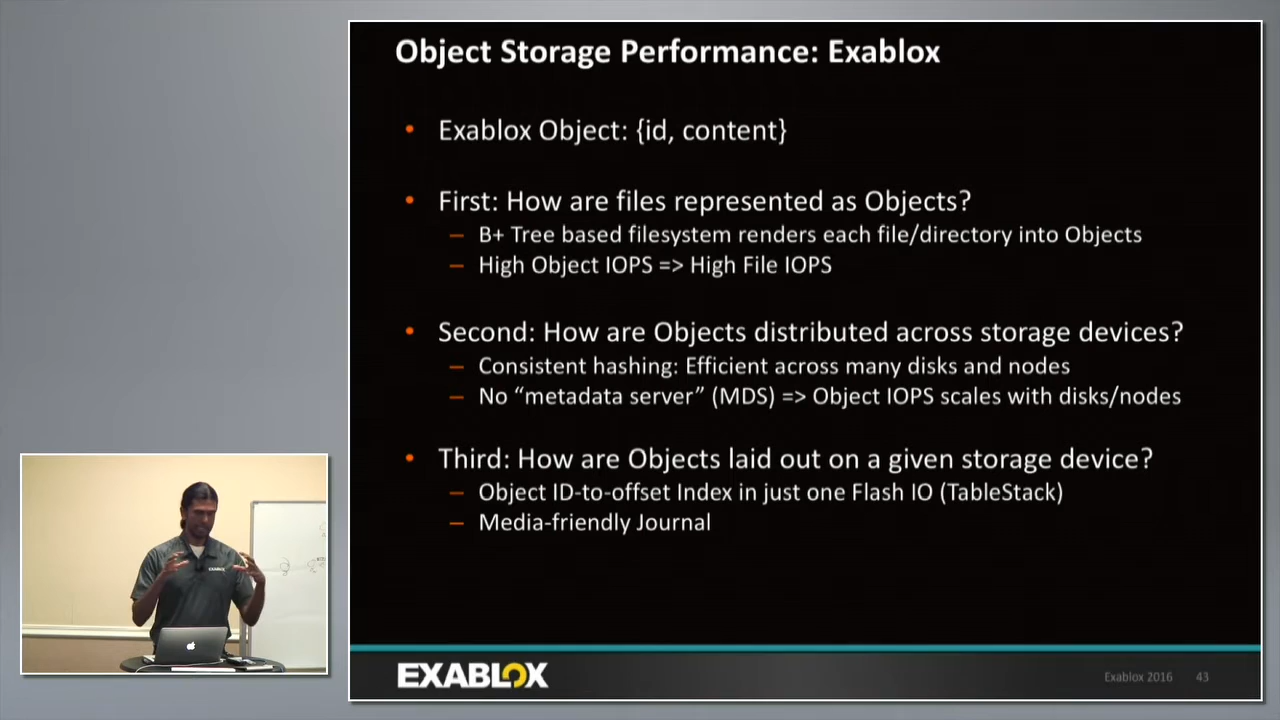 Object Storage Performance: Exablox
• Exablox Object: {id, content}
• First: How are files represented as Objects?
– B+ Tree based filesystem renders each file/directory into Objects
– High Object IOPS => High File IOPS
• Second: How are Objects distributed across storage devices?
– Consistent hashing: Efficient across many disks and nodes
– No “metadata server” (MDS) => Object IOPS scales with disks/nodes
• Third: How are Objects laid out on a given storage device?
– Object ID-to-offset Index in just one Flash IO (TableStack)
– Media-friendly Journal
EXABLOX
EXABLOX
Exablox 2016 43